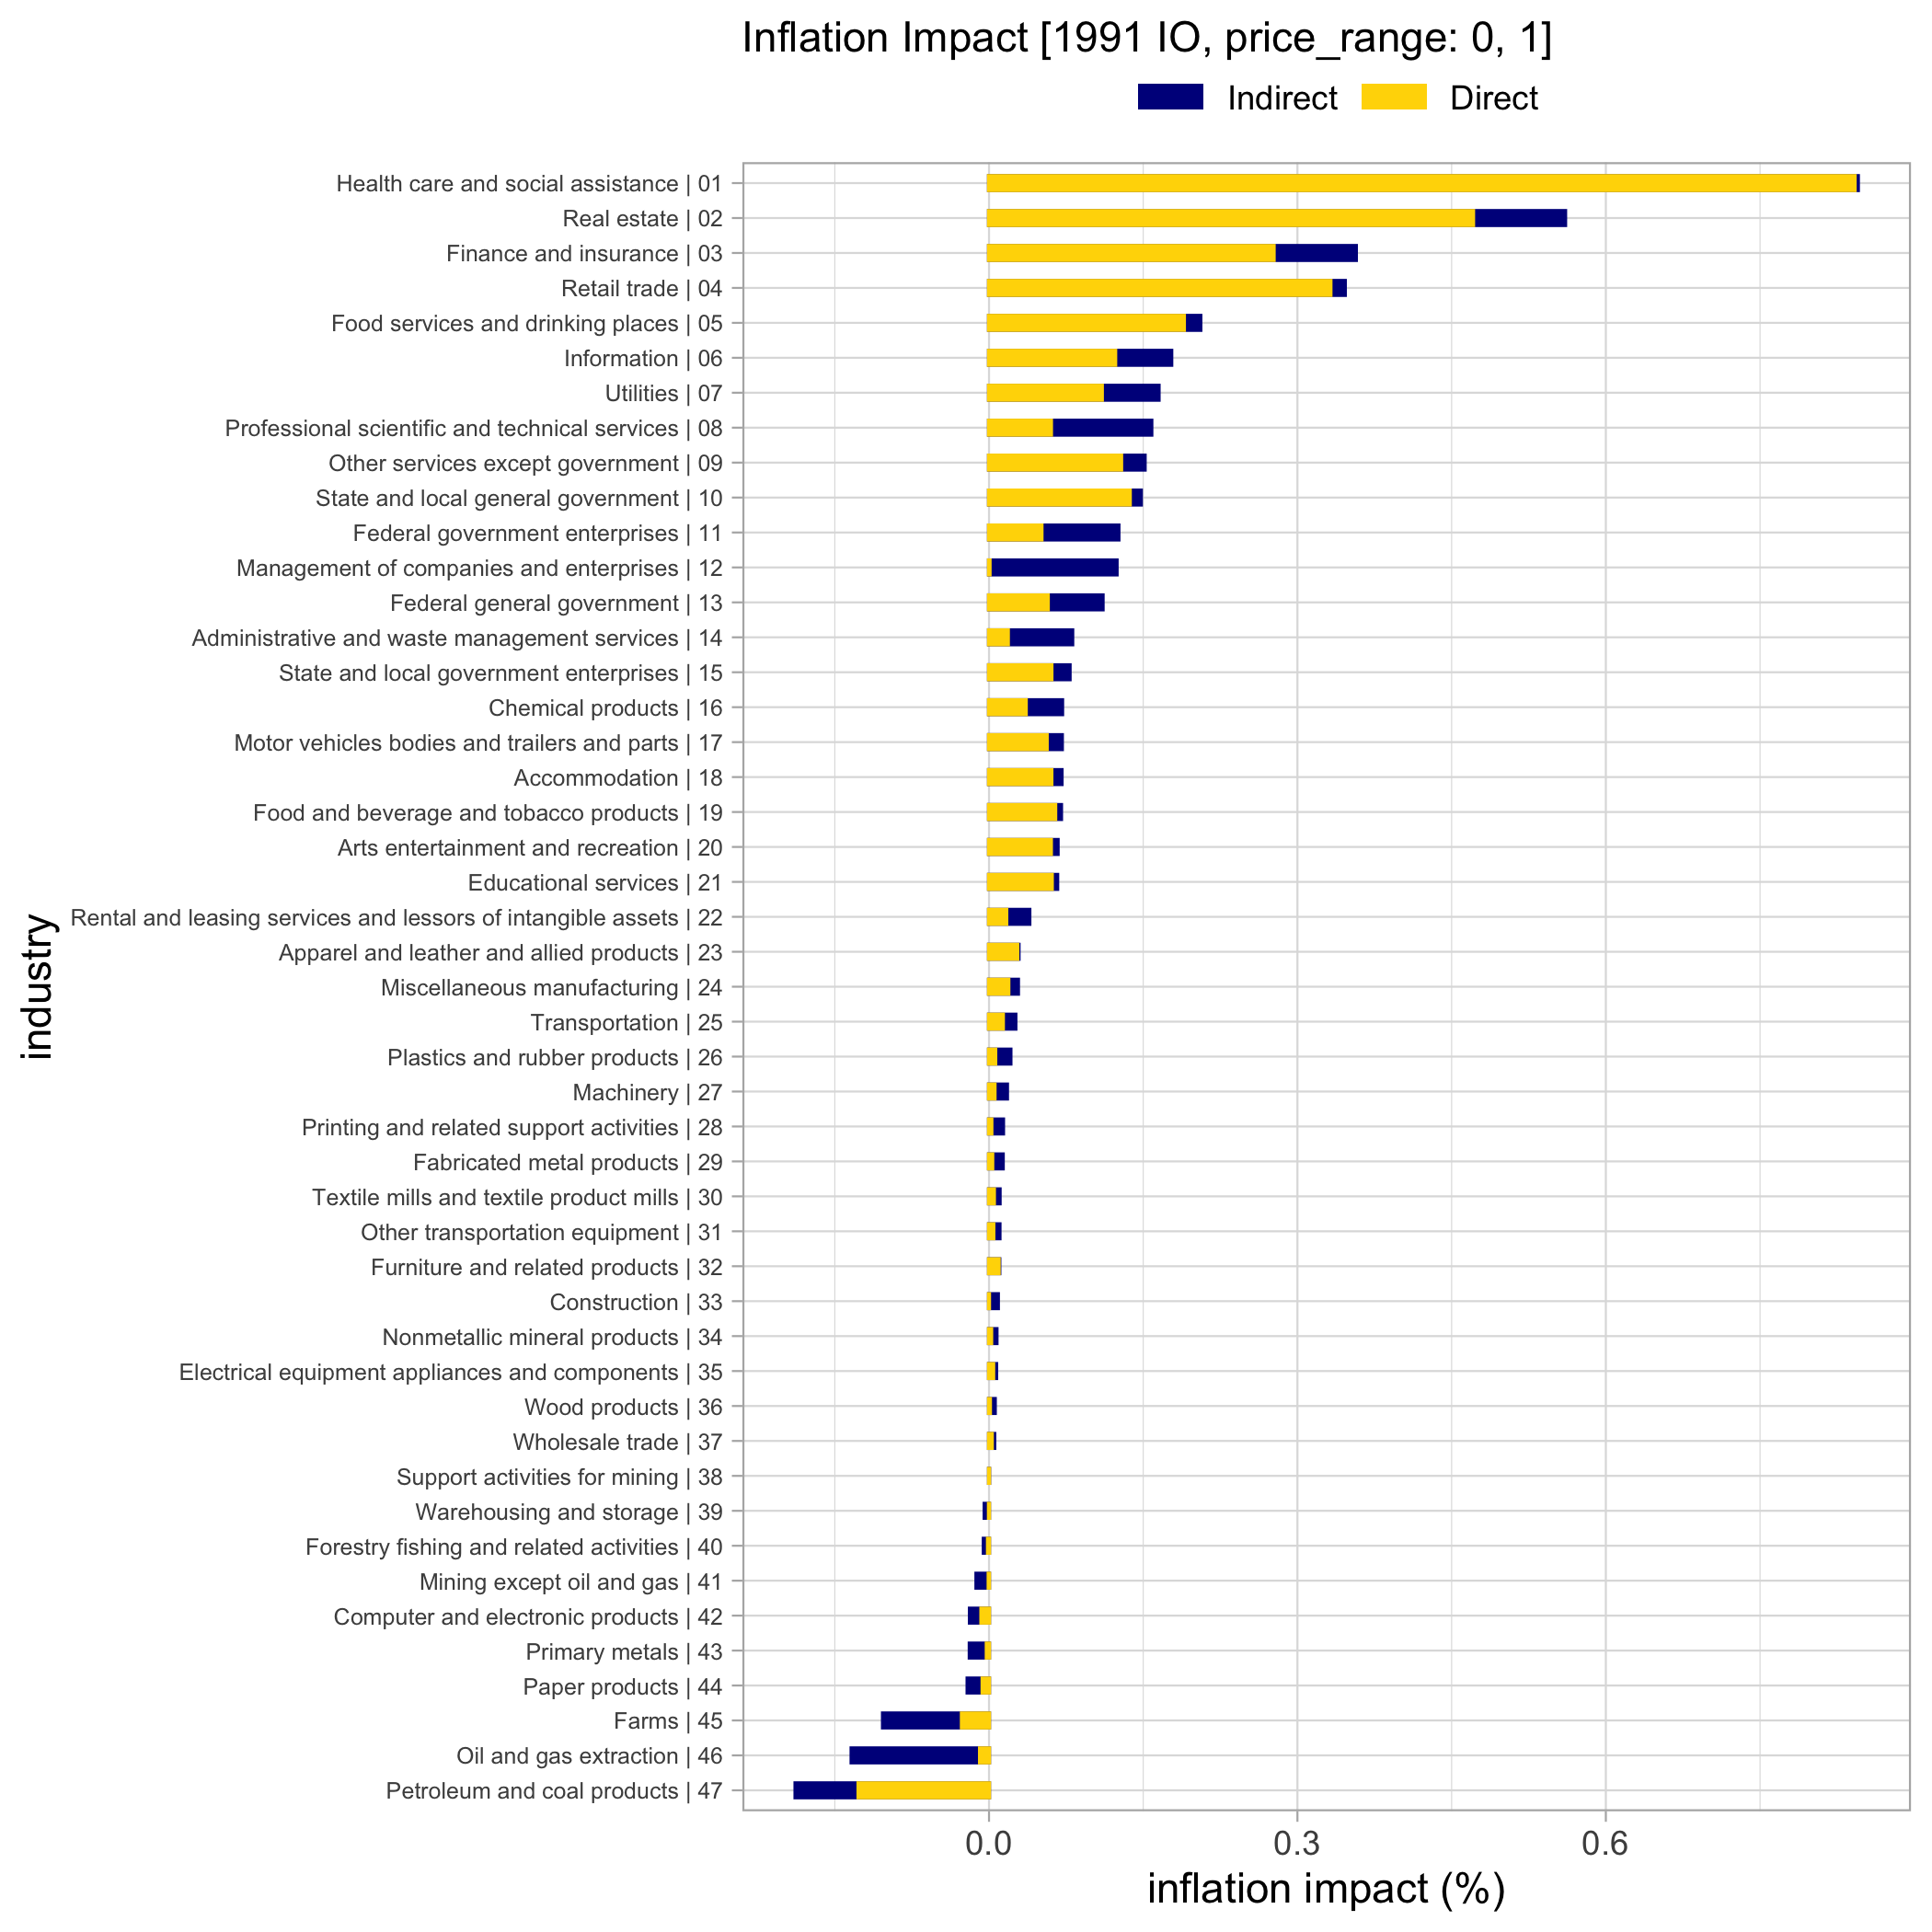 Inflation Impact [1991 IO, price_range: 0, 1]
Indirect Direct
industry
Health care and social assistance | 01
Real estate | 02
Finance and insurance | 03
Retail trade | 04
Food services and drinking places | 05
Information | 06
Utilities | 07
Professional scientific and technical services | 08
Other services except government | 09
State and local general government | 10
Federal government enterprises | 11
Management of companies and enterprises | 12
Federal general government | 13
Administrative and waste management services | 14
State and local government enterprises | 15
Chemical products | 16
Motor vehicles bodies and trailers and parts | 17
Accommodation | 18
Food and beverage and tobacco products | 19
Arts entertainment and recreation | 20
Educational services | 21
Rental and leasing services and lessors of intangible assets | 22
Apparel and leather and allied products | 23
Miscellaneous manufacturing | 24
Transportation | 25
Plastics and rubber products | 26
Machinery | 27
Printing and related support activities | 28
Fabricated metal products | 29
Textile mills and textile product mills | 30
Other transportation equipment | 31
Furniture and related products | 32
Construction | 33
Nonmetallic mineral products | 34
Electrical equipment appliances and components | 35
Wood products | 36
Wholesale trade | 37
Support activities for mining | 38
Warehousing and storage | 39
Forestry fishing and related activities | 40
Mining except oil and gas | 41
Computer and electronic products | 42
Primary metals | 43
Paper products | 44
Farms | 45
Oil and gas extraction | 46
Petroleum and coal products | 47
0.0 0.3 0.6
inflation impact (%)